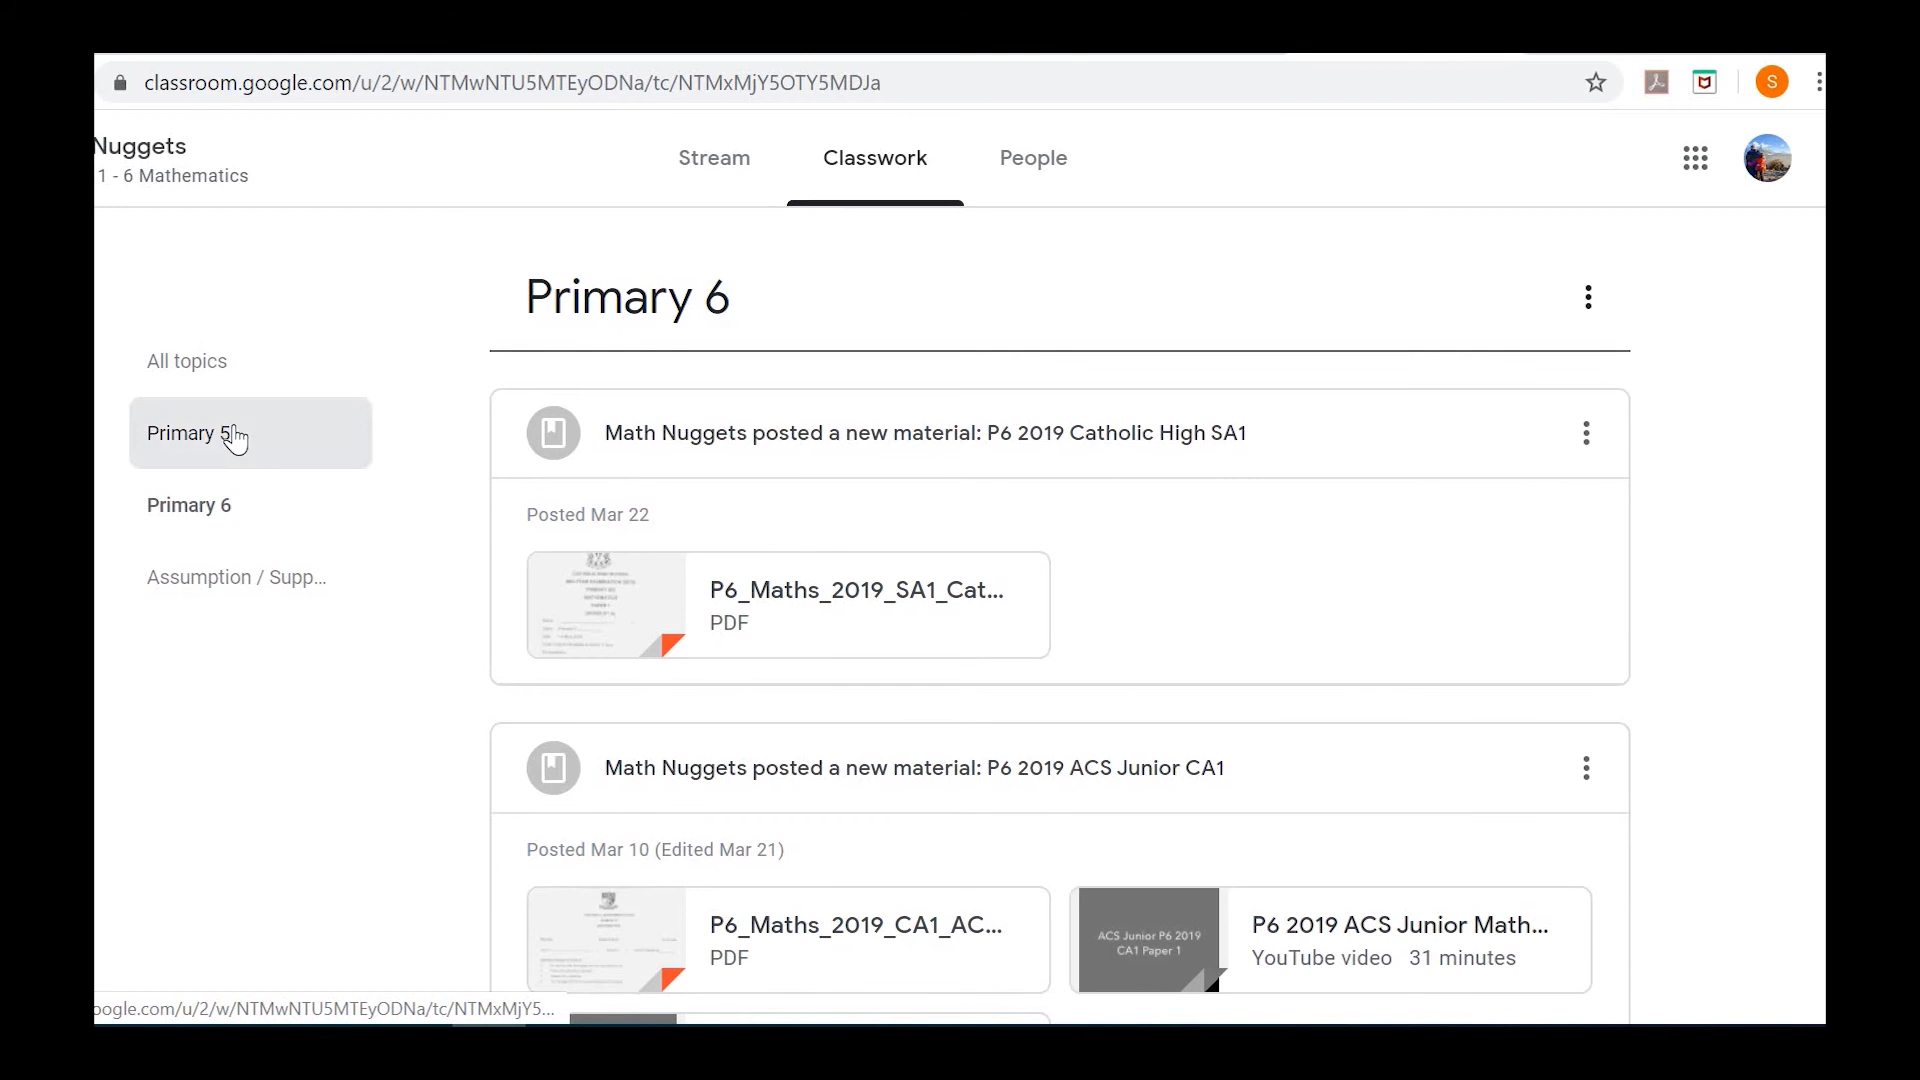 classroom.google.com/u/2/w/NTMwNTU5MTEyODNa/tc/NTMxMjY5OTY5MDJa
S
Nuggets
1 - 6 Mathematics
Stream
Classwork
People
Primary 6
All topics
Primary 5
Primary 6
Assumption / Supp...
Math Nuggets posted a new material: P6 2019 Catholic High SA1
Posted Mar 22
P6_Maths_2019_SA1_Cat...
PDF
Math Nuggets posted a new material: P6 2019 ACS Junior CA1
Posted Mar 10 (Edited Mar 21)
P6_Maths_2019_CA1_AC...
PDF
ACS Junior P6 2019
CA1 Paper 1
P6 2019 ACS Junior Math...
YouTube video 31 minutes
oogle.com/u/2/w/NTMwNTU5MTEyODNa/tc/NTMxMjY5...